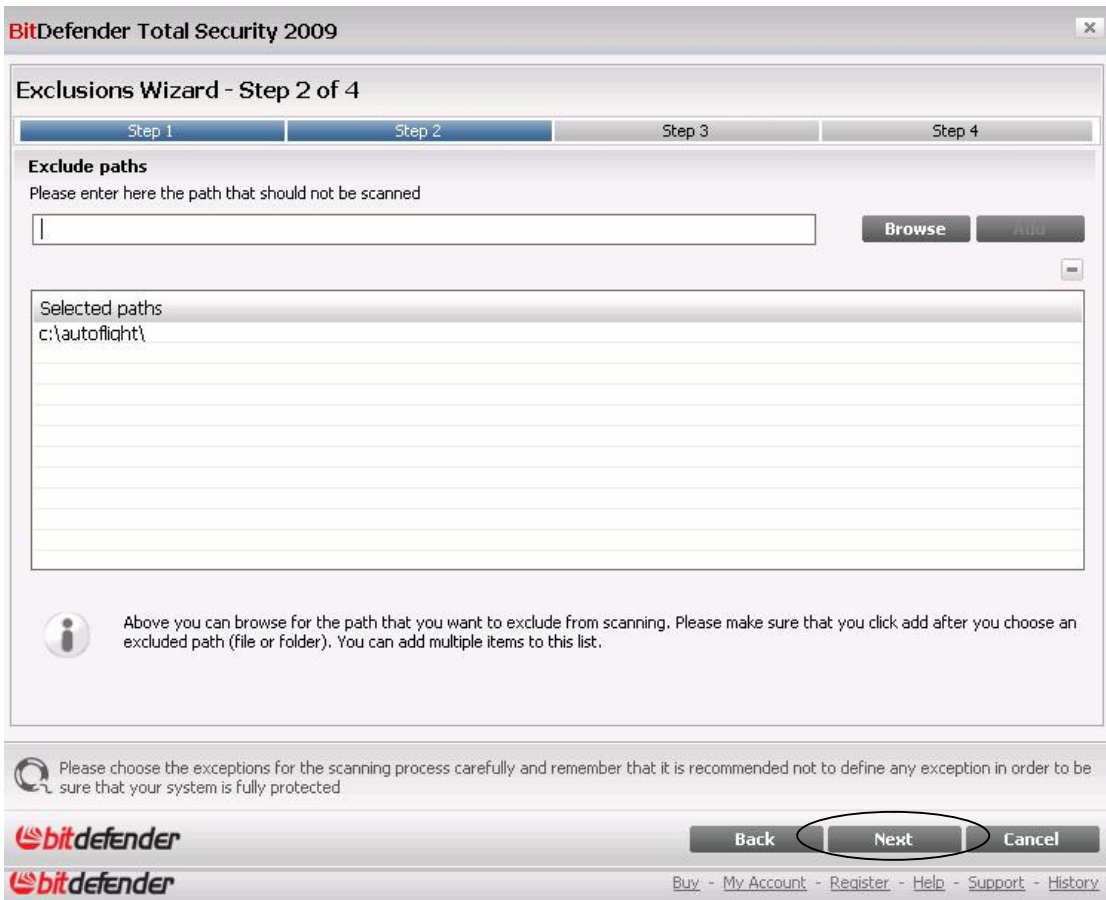 BitDefender Total Security 2009
Exclusions Wizard - Step 2 of 4
Step 1 Step 2 Step 3 Step 4
Exclude paths
Please enter here the path that should not be scanned
Browse Add
Selected paths
c:\autoflight\
Above you can browse for the path that you want to exclude from scanning. Please make sure that you click add after you choose an
excluded path (file or folder). You can add multiple items to this list.
Please choose the exceptions for the scanning process carefully and remember that it is recommended not to define any exception in order to be
sure that your system is fully protected
bitdefender Back Next Cancel
bitdefender Buy - My Account - Register - Help - Support - History